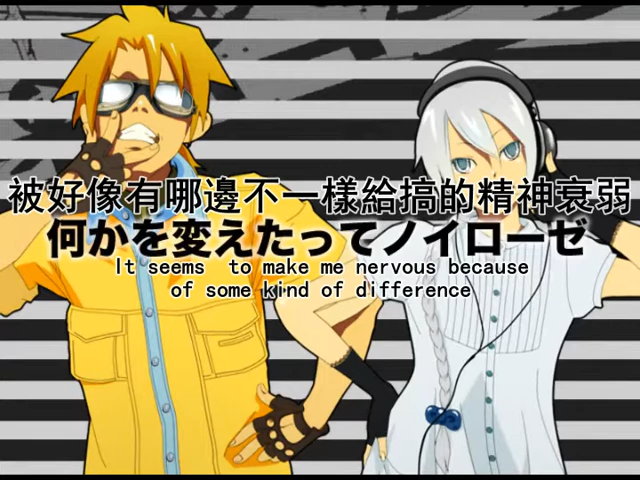 被好像有哪邊不一樣給搞的精神衰弱
何かを変えたってノイローゼ
It seems  to make me nervous because
of some kind of difference